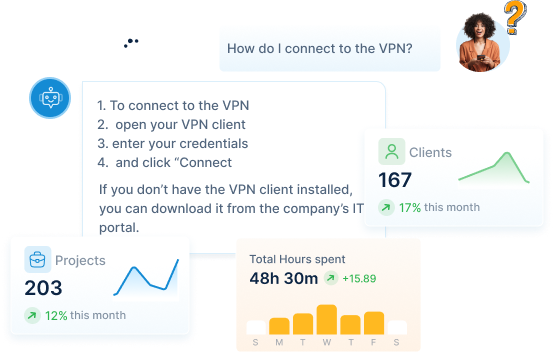 ?
How do I connect to the VPN?
1. To connect to the VPN
2. open your VPN client
3. enter your credentials
4. and click “Connect
If you don’t have the VPN client installed,
you can download it from the company’s IT
portal.
Clients
167
17% this month
Projects
203
12% this month
Total Hours spent
48h 30m +15.89
S M T W T F S